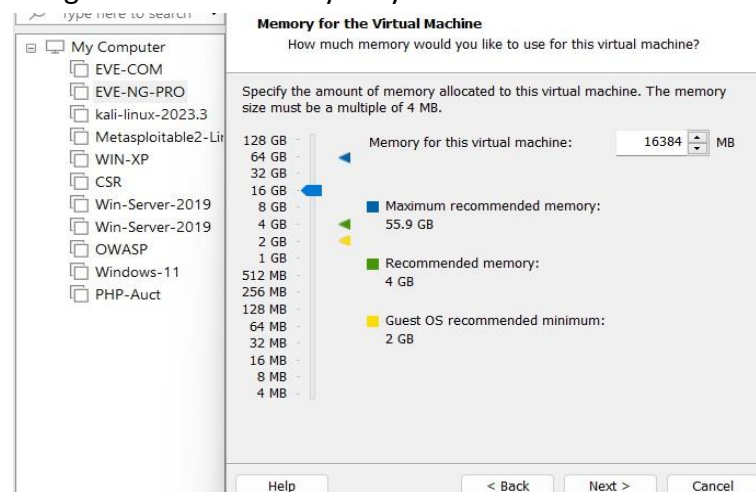 Type here to search
My Computer
EVE-COM
EVE-NG-PRO
kali-linux-2023.3
Metasploitable2-Lin
WIN-XP
CSR
Win-Server-2019
Win-Server-2019
OWASP
Windows-11
PHP-Auct
Memory for the Virtual Machine
How much memory would you like to use for this virtual machine?
Specify the amount of memory allocated to this virtual machine. The memory
size must be a multiple of 4 MB.
Memory for this virtual machine: 16384 MB
128 GB
64 GB
32 GB
16 GB
8 GB
4 GB
2 GB
1 GB
512 MB
256 MB
128 MB
64 MB
32 MB
16 MB
8 MB
4 MB
Maximum recommended memory:
55.9 GB
Recommended memory:
4 GB
Guest OS recommended minimum:
2 GB
Help < Back Next > Cancel